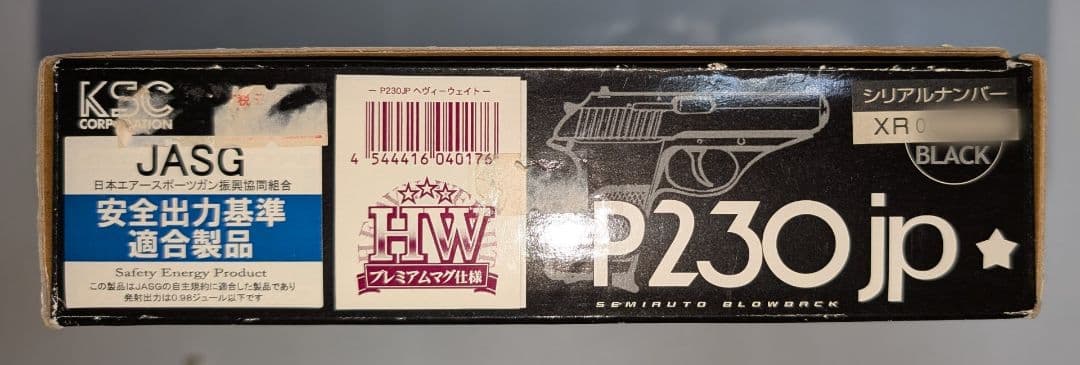 KSC
CORPORATION
税
JASG
日本エアースポーツガン振興協同組合
安全出力基準
適合製品
Safety Energy Product
この製品はJASGの自主規約に適合した製品であり
発射出力は0.98ジュール以下です
― P230JP ヘヴィーウェイト ―
4 544416 040176
HW
プレミアムマグ仕様
P230 jp
SEMIAUTO BLOWBACK
シリアルナンバー
XR 0
BLACK